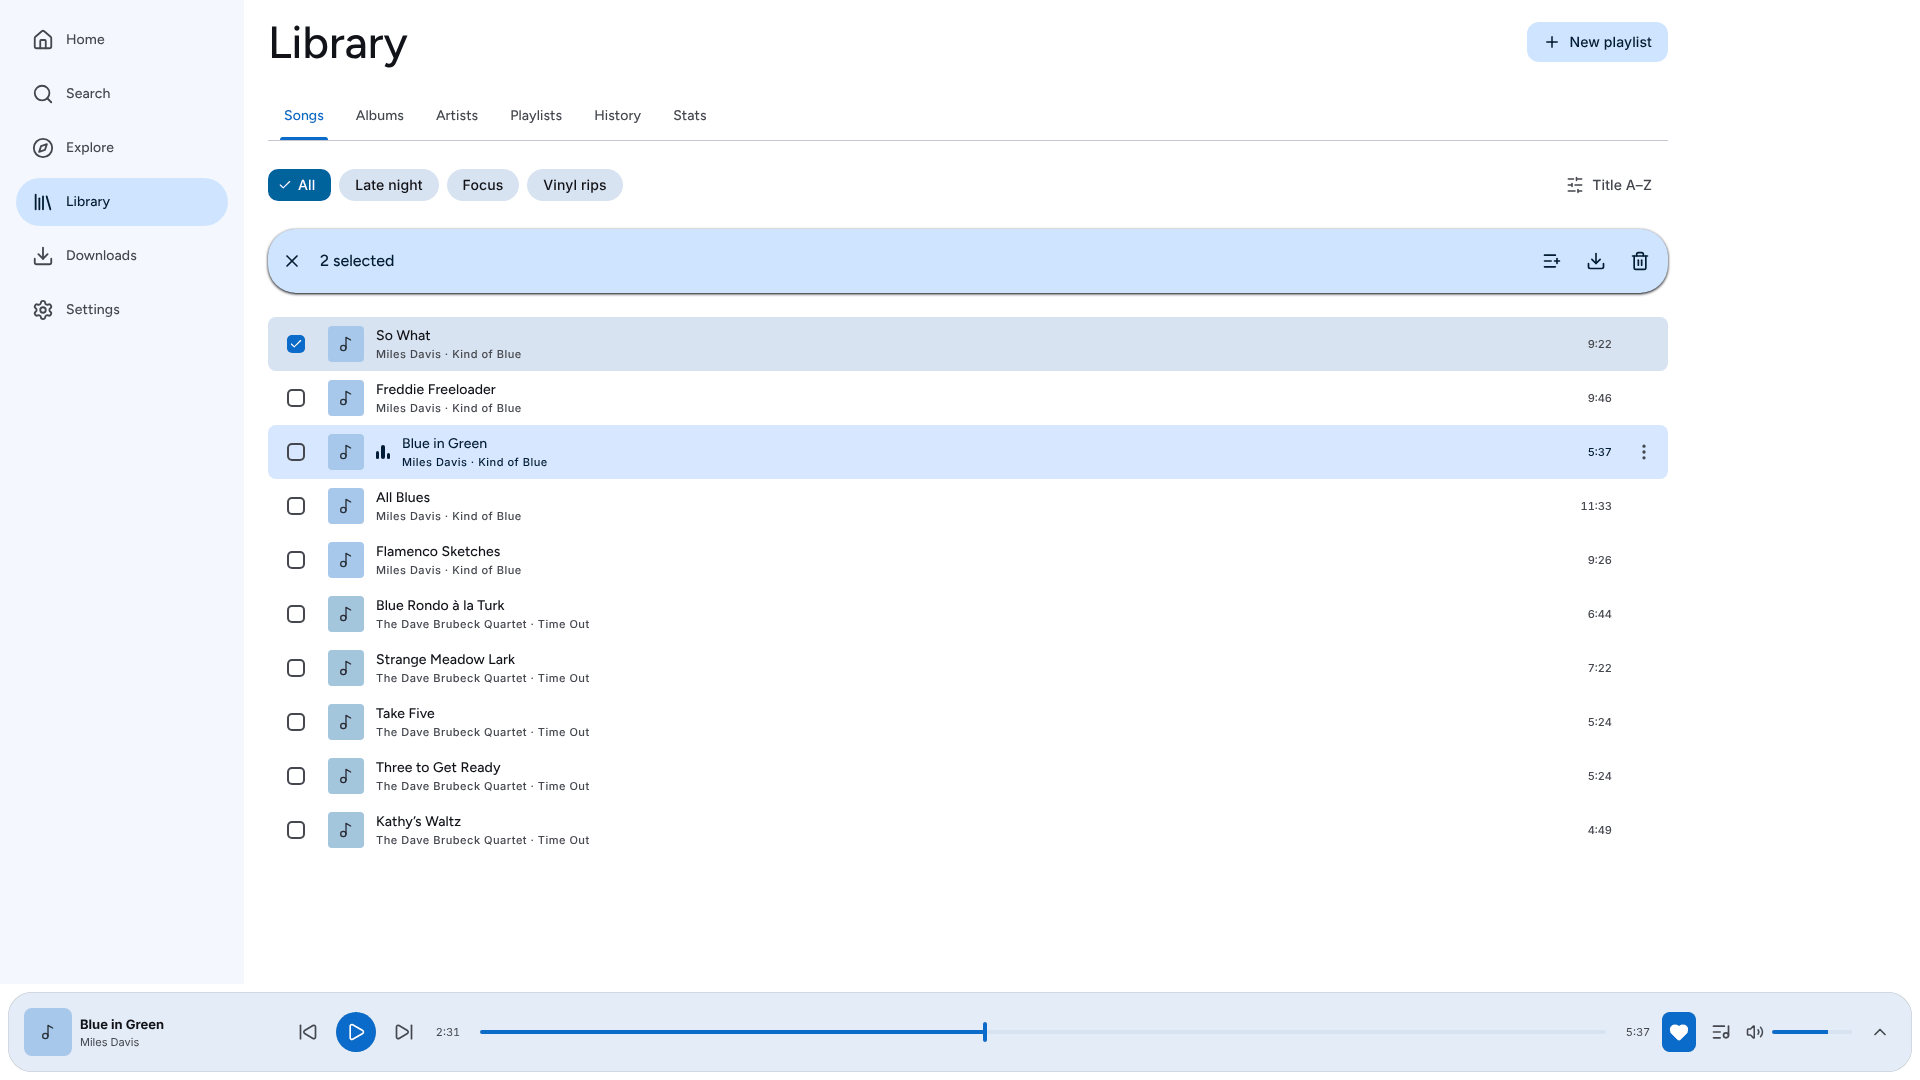 Home
Search
Explore
Library
Downloads
Settings
Library
New playlist
Songs
Albums
Artists
Playlists
History
Stats
All
Late night
Focus
Vinyl rips
Title A–Z
2 selected
So What
Miles Davis · Kind of Blue
9:22
Freddie Freeloader
Miles Davis · Kind of Blue
9:46
Blue in Green
Miles Davis · Kind of Blue
5:37
All Blues
Miles Davis · Kind of Blue
11:33
Flamenco Sketches
Miles Davis · Kind of Blue
9:26
Blue Rondo à la Turk
The Dave Brubeck Quartet · Time Out
6:44
Strange Meadow Lark
The Dave Brubeck Quartet · Time Out
7:22
Take Five
The Dave Brubeck Quartet · Time Out
5:24
Three to Get Ready
The Dave Brubeck Quartet · Time Out
5:24
Kathy’s Waltz
The Dave Brubeck Quartet · Time Out
4:49
Blue in Green
Miles Davis
2:31
5:37